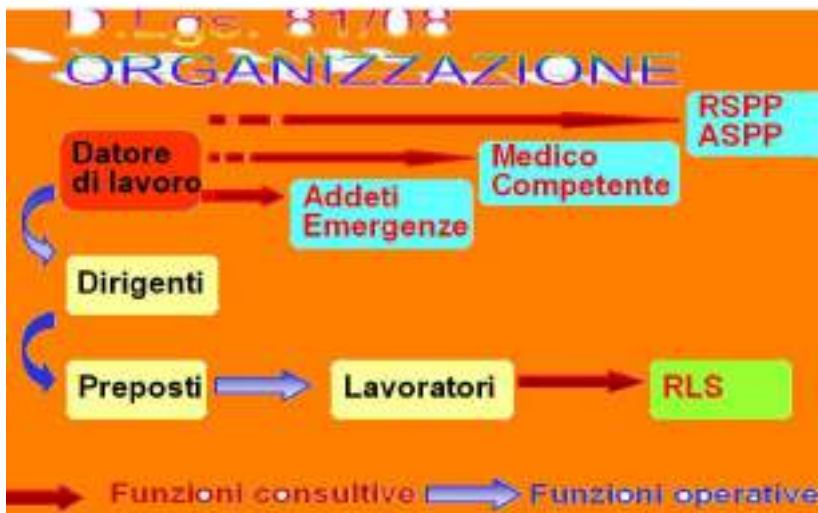 D.Lgs. 81/08
ORGANIZZAZIONE
RSPP
ASPP
Datore
di lavoro
Medico
Competente
Addeti
Emergenze
Dirigenti
Preposti
Lavoratori
RLS
Funzioni consultive
Funzioni operative